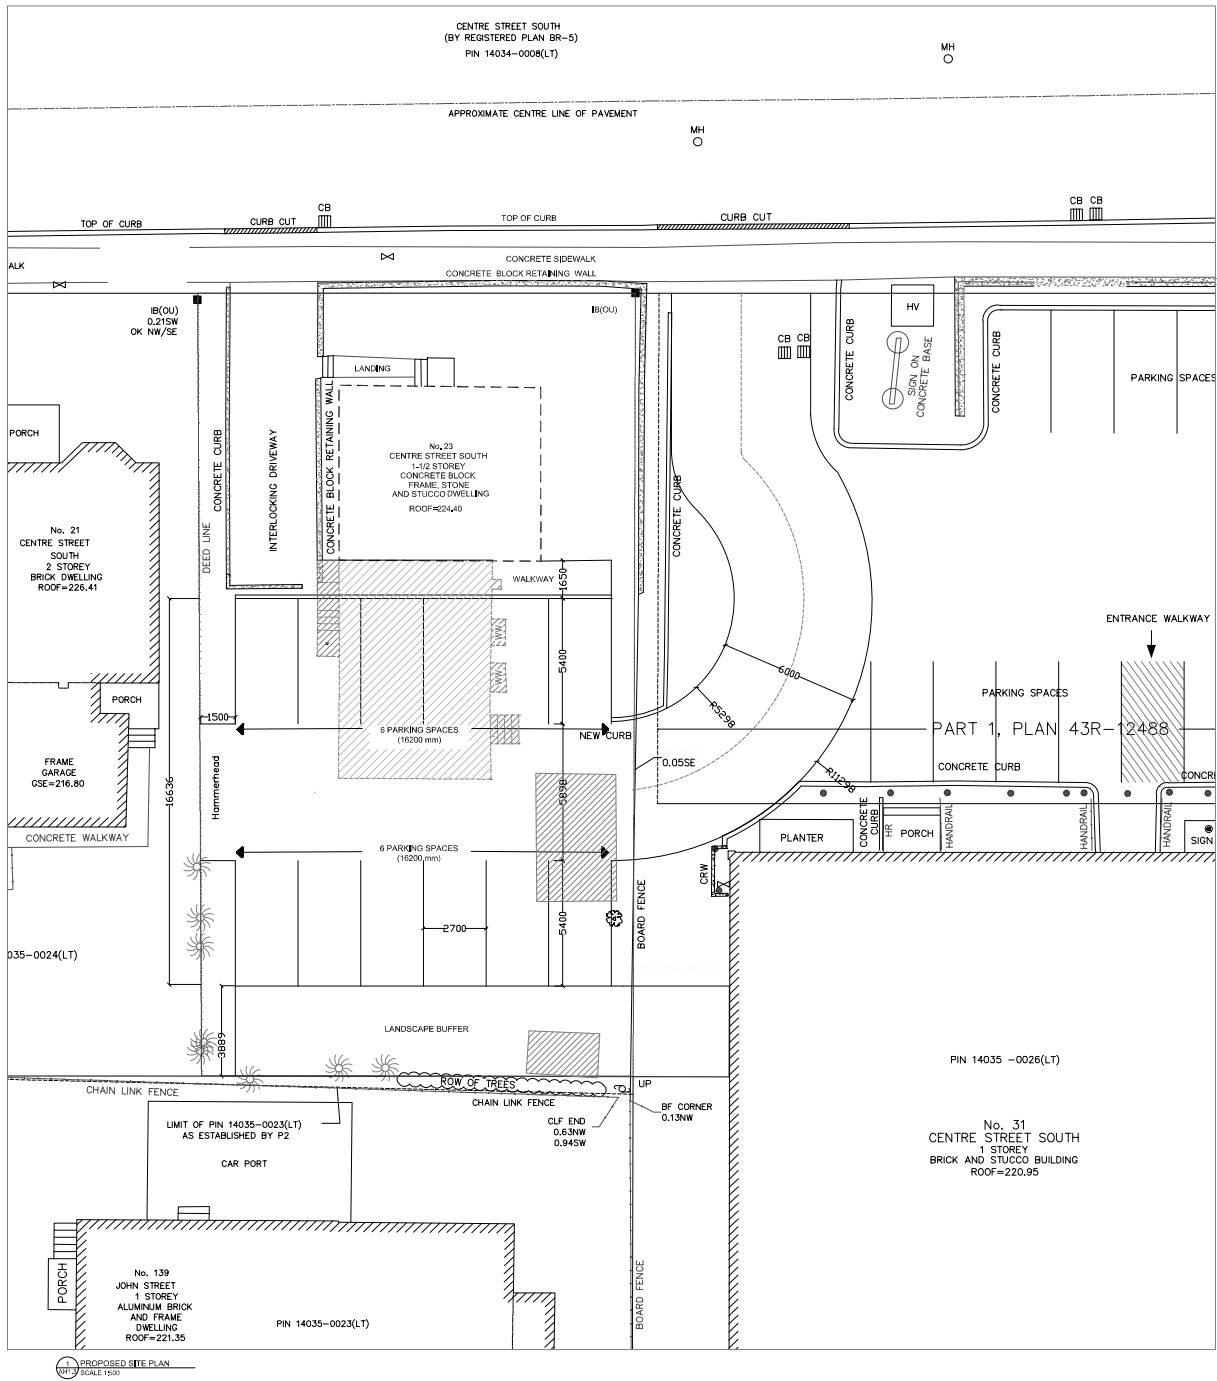 CENTRE STREET SOUTH
(BY REGISTERED PLAN BR-5)
PIN 14034-0008(LT)
MH
APPROXIMATE CENTRE LINE OF PAVEMENT
MH
CB
CB CB
TOP OF CURB
CURB CUT
TOP OF CURB
CURB CUT
ALK
CONCRETE SIDEWALK
CONCRETE BLOCK RETAINING WALL
IB(OU)
0.21SW
OK NW/SE
IB(OU)
HV
CB CB
CONCRETE CURB
SIGN ON
CONCRETE BASE
CONCRETE CURB
PARKING SPACES
LANDING
PORCH
CONCRETE CURB
INTERLOCKING DRIVEWAY
CONCRETE BLOCK RETAINING WALL
No. 23
CENTRE STREET SOUTH
1-1/2 STOREY
CONCRETE BLOCK
FRAME, STONE
AND STUCCO DWELLING
ROOF=224.40
CONCRETE CURB
DEED LINE
No. 21
CENTRE STREET
SOUTH
2 STOREY
BRICK DWELLING
ROOF=226.41
WALKWAY
1650
ENTRANCE WALKWAY
WW
5400
WW
6000
PARKING SPACES
PORCH
1500
R5298
6 PARKING SPACES
(16200 mm)
NEW CURB
PART 1, PLAN 43R-12488
FRAME
GARAGE
GSE=216.80
Hammerhead
16636
0.05SE
R11298
CONCRETE CURB
CONCR
5898
CONCRETE WALKWAY
6 PARKING SPACES
(16200 mm)
PLANTER
CONCRETE
CURB
HR
PORCH
HANDRAIL
HANDRAIL
HANDRAIL
SIGN
CRW
BOARD FENCE
2700
5400
035-0024(LT)
LANDSCAPE BUFFER
3889
PIN 14035 -0026(LT)
CHAIN LINK FENCE
ROW OF TREES
UP
CHAIN LINK FENCE
BF CORNER
0.13NW
CLF END
0.63NW
0.94SW
LIMIT OF PIN 14035-0023(LT)
AS ESTABLISHED BY P2
CAR PORT
No. 31
CENTRE STREET SOUTH
1 STOREY
BRICK AND STUCCO BUILDING
ROOF=220.95
PORCH
No. 139
JOHN STREET
1 STOREY
ALUMINUM BRICK
AND FRAME
DWELLING
ROOF=221.35
PIN 14035-0023(LT)
BOARD FENCE
1
AH1.3
PROPOSED SITE PLAN
SCALE 1:500